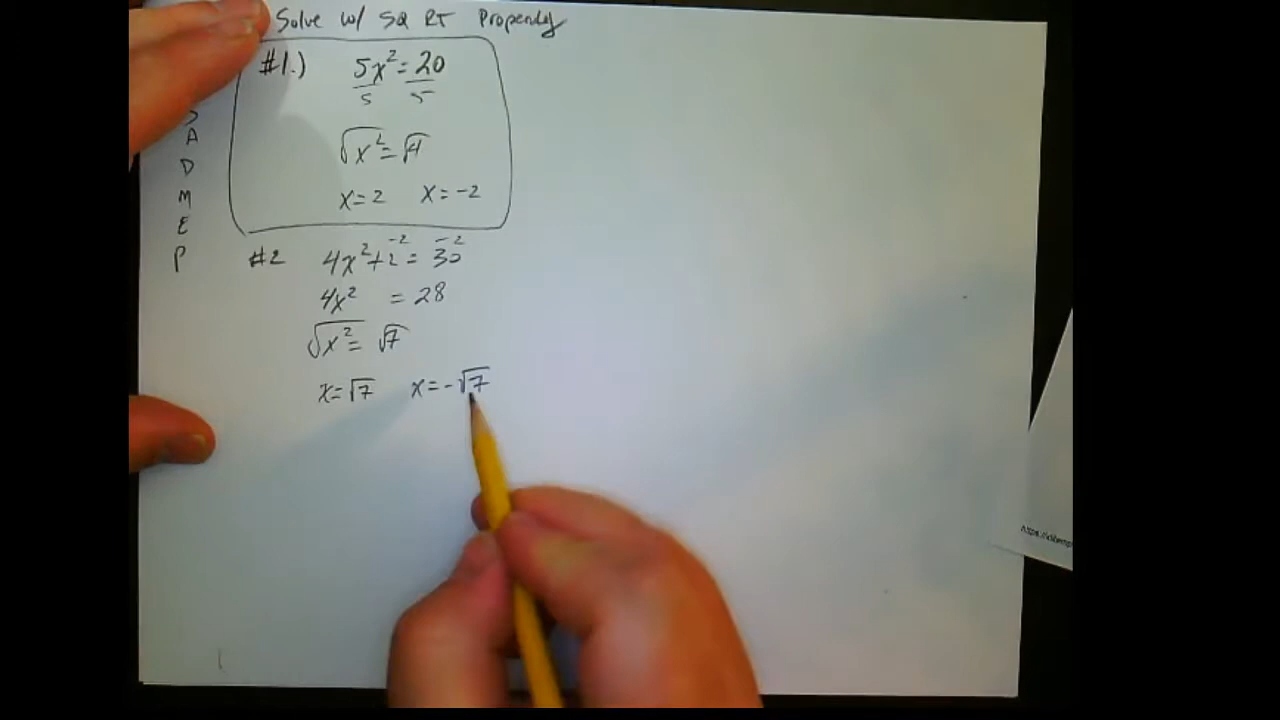 Solve w/ SQ RT Property
#1.) 5x² = 20
5 5
√x² = √4
x = 2 x = -2
S
A
D
M
E
P
#2 4x² + 2 = 30
-2 -2
4x² = 28
√x² = √7
x = √7 x = -√7